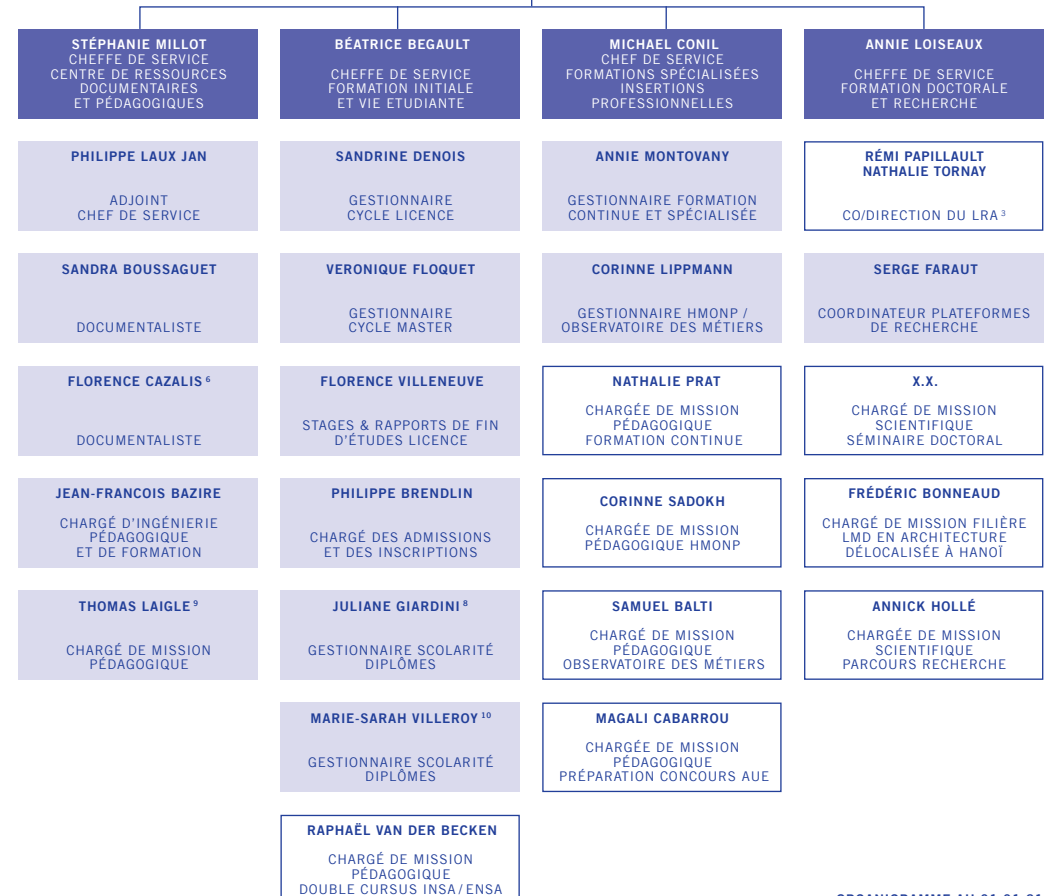 STÉPHANIE MILLOT
CHEFFE DE SERVICE
CENTRE DE RESSOURCES
DOCUMENTAIRES
ET PÉDAGOGIQUES
PHILIPPE LAUX JAN
ADJOINT
CHEF DE SERVICE
SANDRA BOUSSAGUET
DOCUMENTALISTE
FLORENCE CAZALIS 6
DOCUMENTALISTE
JEAN-FRANCOIS BAZIRE
CHARGÉ D'INGÉNIERIE
PÉDAGOGIQUE
ET DE FORMATION
THOMAS LAIGLE 9
CHARGÉ DE MISSION
PÉDAGOGIQUE
BÉATRICE BEGAULT
CHEFFE DE SERVICE
FORMATION INITIALE
ET VIE ETUDIANTE
SANDRINE DENOIS
GESTIONNAIRE
CYCLE LICENCE
VERONIQUE FLOQUET
GESTIONNAIRE
CYCLE MASTER
FLORENCE VILLENEUVE
STAGES & RAPPORTS DE FIN
D'ÉTUDES LICENCE
PHILIPPE BRENDLIN
CHARGÉ DES ADMISSIONS
ET DES INSCRIPTIONS
JULIANE GIARDINI 8
GESTIONNAIRE SCOLARITÉ
DIPLÔMES
MARIE-SARAH VILLEROY 10
GESTIONNAIRE SCOLARITÉ
DIPLÔMES
RAPHAËL VAN DER BECKEN
CHARGÉ DE MISSION
PÉDAGOGIQUE
DOUBLE CURSUS INSA / ENSA
MICHAEL CONIL
CHEF DE SERVICE
FORMATIONS SPÉCIALISÉES
INSERTIONS
PROFESSIONNELLES
ANNIE MONTOVANY
GESTIONNAIRE FORMATION
CONTINUE ET SPÉCIALISÉE
CORINNE LIPPMANN
GESTIONNAIRE HMONP /
OBSERVATOIRE DES MÉTIERS
NATHALIE PRAT
CHARGÉE DE MISSION
PÉDAGOGIQUE
FORMATION CONTINUE
CORINNE SADOKH
CHARGÉE DE MISSION
PÉDAGOGIQUE HMONP
SAMUEL BALTI
CHARGÉ DE MISSION
PÉDAGOGIQUE
OBSERVATOIRE DES MÉTIERS
MAGALI CABARROU
CHARGÉE DE MISSION
PÉDAGOGIQUE
PRÉPARATION CONCOURS AUE
ANNIE LOISEAUX
CHEFFE DE SERVICE
FORMATION DOCTORALE
ET RECHERCHE
RÉMI PAPILLAULT
NATHALIE TORNAY
CO/DIRECTION DU LRA 3
SERGE FARAUT
COORDINATEUR PLATEFORMES
DE RECHERCHE
X.X.
CHARGÉ DE MISSION
SCIENTIFIQUE
SÉMINAIRE DOCTORAL
FRÉDÉRIC BONNEAUD
CHARGÉ DE MISSION FILIÈRE
LMD EN ARCHITECTURE
DÉLOCALISÉE À HANOÏ
ANNICK HOLLÉ
CHARGÉE DE MISSION
SCIENTIFIQUE
PARCOURS RECHERCHE